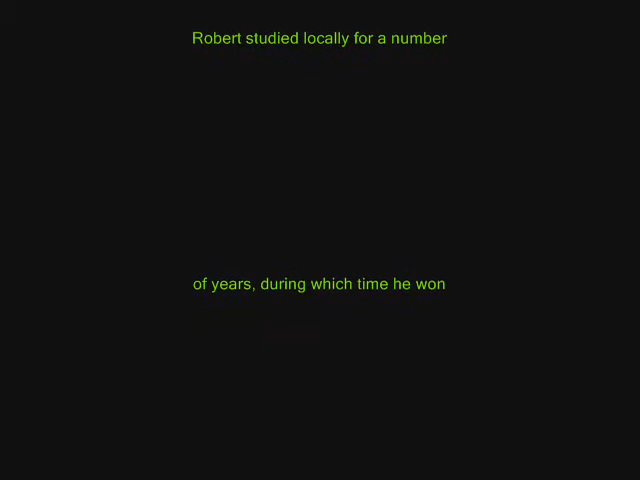 Robert studied locally for a number
of years, during which time he won